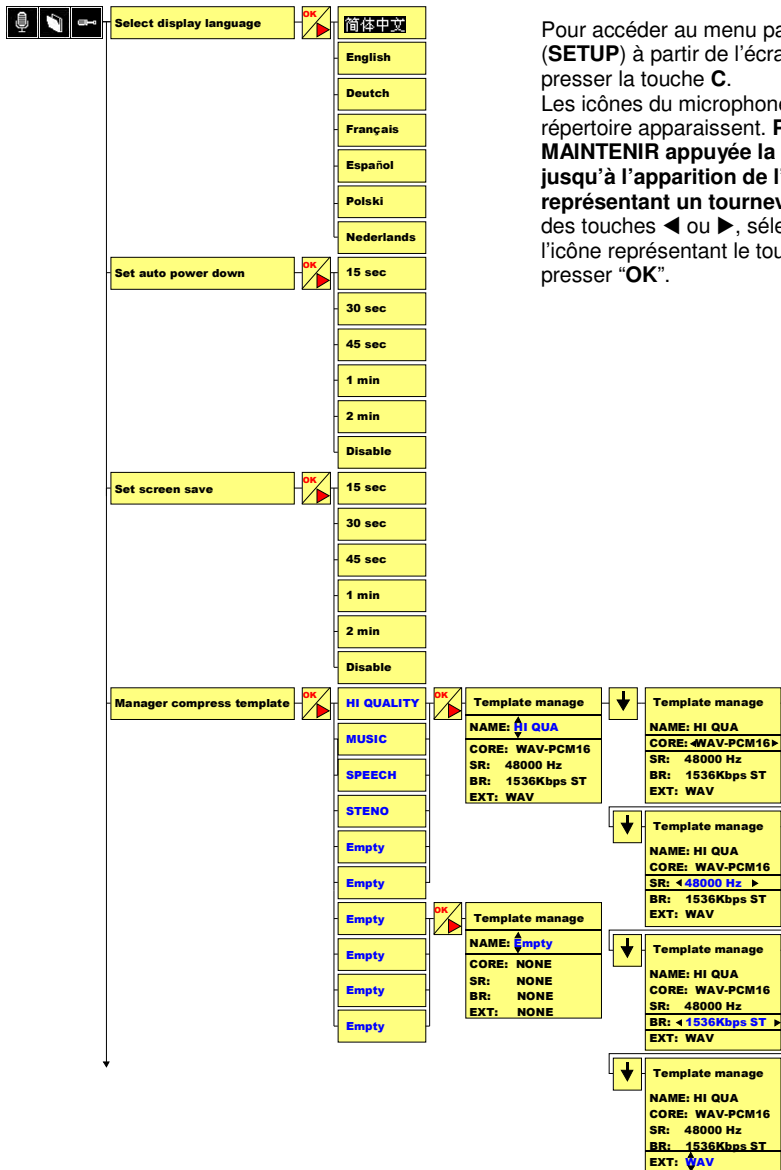 Pour accéder au menu
(SETUP) à partir de
presser la touche C.
Les icônes du microphone
répertoire apparaissent.
MAINTENIR appuyée la
jusqu'à l'apparition de
représentant un
des touches ◄ ou ►,
l'icône représentant le
presser “OK”.
Select display language
OK
简体中文
English
Deutch
Français
Español
Polski
Nederlands
Set auto power down
OK
15 sec
30 sec
45 sec
1 min
2 min
Disable
Set screen save
OK
15 sec
30 sec
45 sec
1 min
2 min
Disable
Manager compress template
OK
HI QUALITY
MUSIC
SPEECH
STENO
Empty
Empty
Empty
Empty
Empty
Empty
OK
Template manage
NAME: HI QUA
CORE: WAV-PCM16
SR: 48000 Hz
BR: 1536Kbps ST
EXT: WAV
Template manage
NAME: HI QUA
CORE: WAV-PCM16
SR: 48000 Hz
BR: 1536Kbps ST
EXT: WAV
Template manage
NAME: HI QUA
CORE: WAV-PCM16
SR: 48000 Hz
BR: 1536Kbps ST
EXT: WAV
OK
Template manage
NAME: Empty
CORE: NONE
SR: NONE
BR: NONE
EXT: NONE
Template manage
NAME: HI QUA
CORE: WAV-PCM16
SR: 48000 Hz
BR: 1536Kbps ST
EXT: WAV
Template manage
NAME: HI QUA
CORE: WAV-PCM16
SR: 48000 Hz
BR: 1536Kbps ST
EXT: WAV